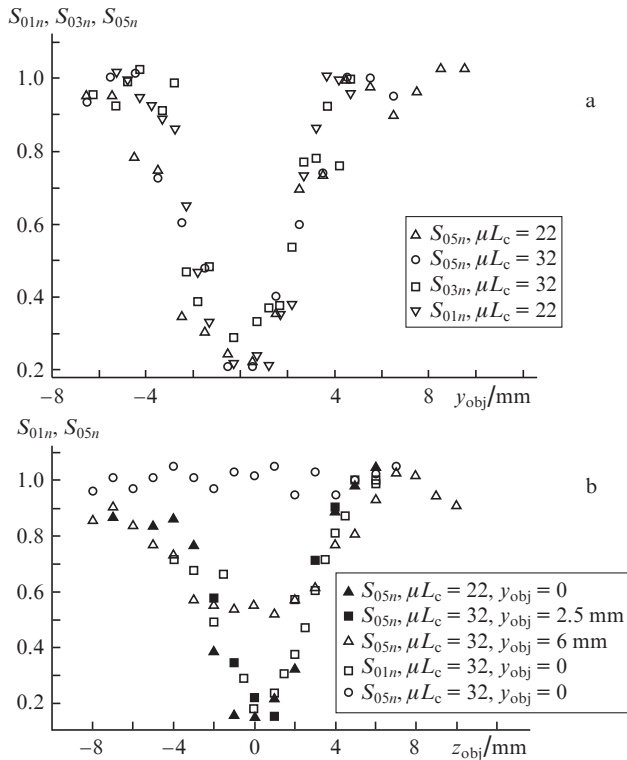 S01n, S03n, S05n
1.0
0.8
0.6
0.4
0.2
a
△ S05n, μLc = 22
○ S05n, μLc = 32
□ S03n, μLc = 32
▽ S01n, μLc = 22
−8 −4 0 4 8 yobj/mm
S01n, S05n
1.0
0.8
0.6
0.4
0.2
b
▲ S05n, μLc = 22, yobj = 0
■ S05n, μLc = 32, yobj = 2.5 mm
△ S05n, μLc = 32, yobj = 6 mm
□ S01n, μLc = 32, yobj = 0
○ S05n, μLc = 32, yobj = 0
−8 −4 0 4 8 zobj/mm